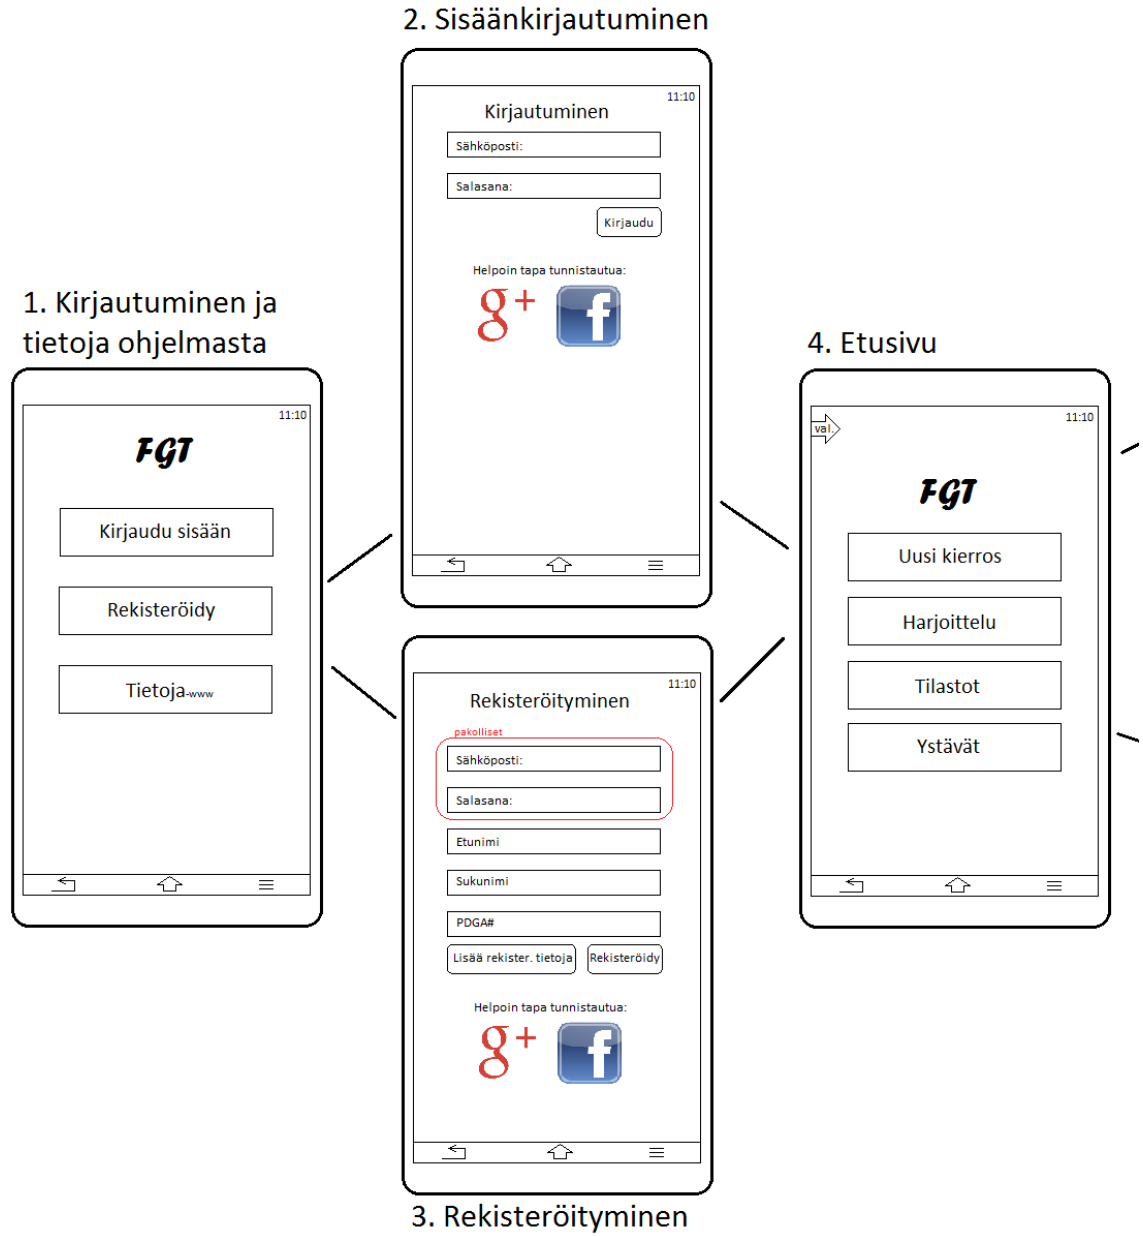 2. Sisäänkirjautuminen
11:10
Kirjautuminen
Sähköposti:
Salasana:
Kirjaudu
Helpoin tapa tunnistautua:
g+ f
1. Kirjautuminen ja
tietoja ohjelmasta
11:10
FGT
Kirjaudu sisään
Rekisteröidy
Tietoja-www
3. Rekisteröityminen
11:10
Rekisteröityminen
pakolliset
Sähköposti:
Salasana:
Etunimi
Sukunimi
PDGA#
Lisää rekister. tietoja Rekisteröidy
Helpoin tapa tunnistautua:
g+ f
4. Etusivu
11:10
val.
FGT
Uusi kierros
Harjoittelu
Tilastot
Ystävät